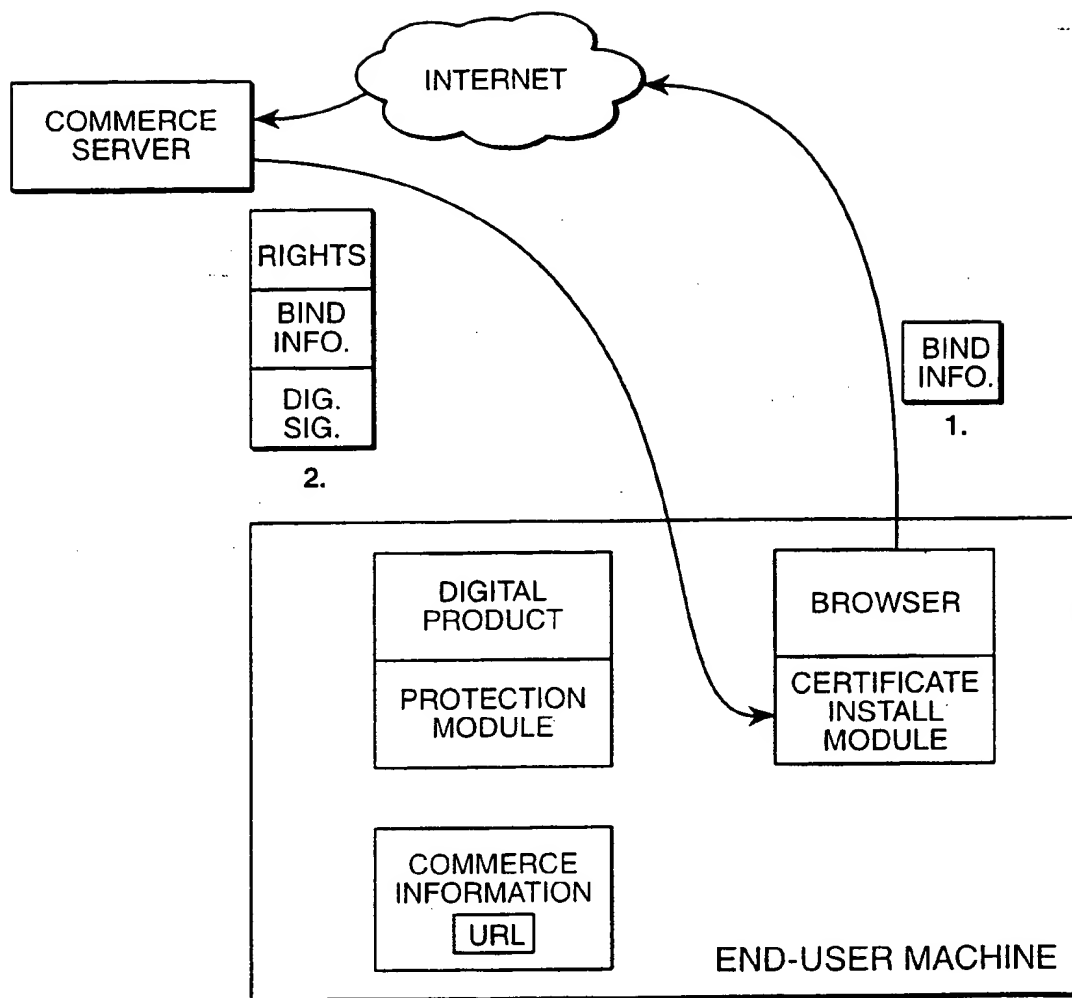 INTERNET
COMMERCE
SERVER
RIGHTS
BIND
INFO.
DIG.
SIG.
2.
BIND
INFO.
1.
DIGITAL
PRODUCT
PROTECTION
MODULE
BROWSER
CERTIFICATE
INSTALL
MODULE
COMMERCE
INFORMATION
URL
END-USER MACHINE